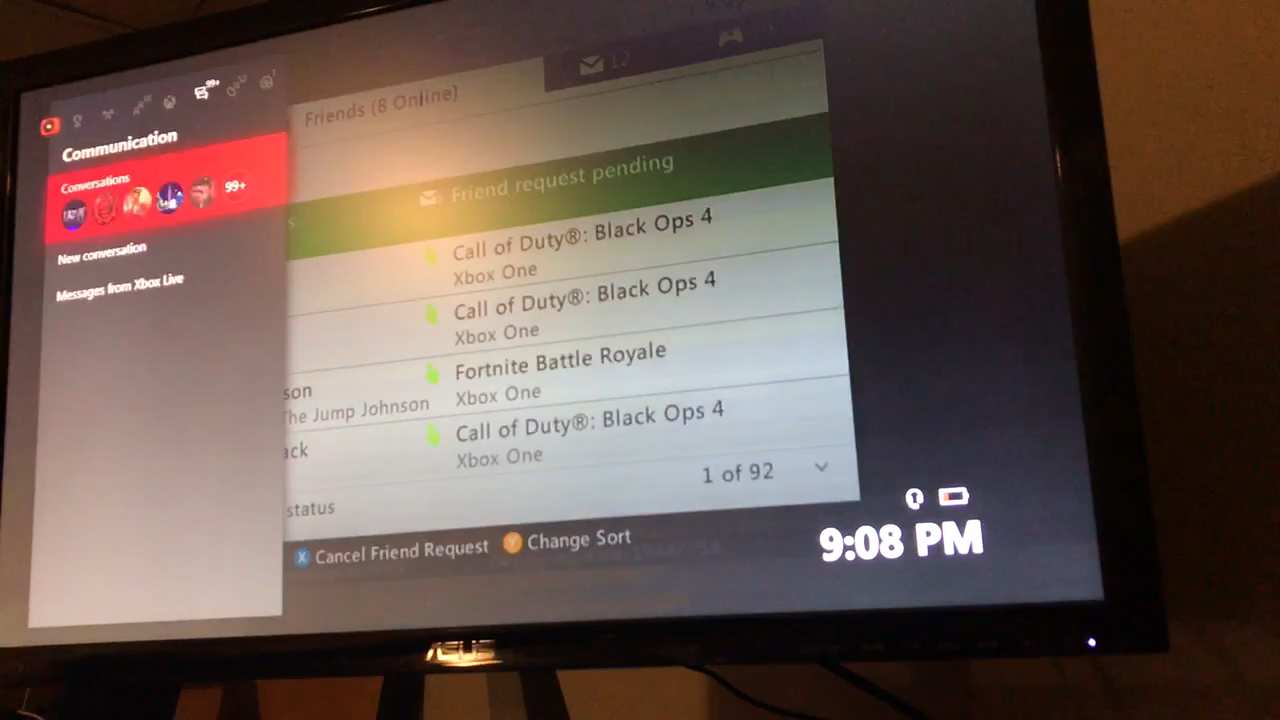 99+
12
Friends (8 Online)
Communication
Conversations
99+
New conversation
Messages from Xbox Live
s
Friend request pending
Call of Duty®: Black Ops 4
Xbox One
Call of Duty®: Black Ops 4
Xbox One
son
The Jump Johnson
Fortnite Battle Royale
Xbox One
ack
Call of Duty®: Black Ops 4
Xbox One
1 of 92
status
X Cancel Friend Request Y Change Sort
9:08 PM
ASUS